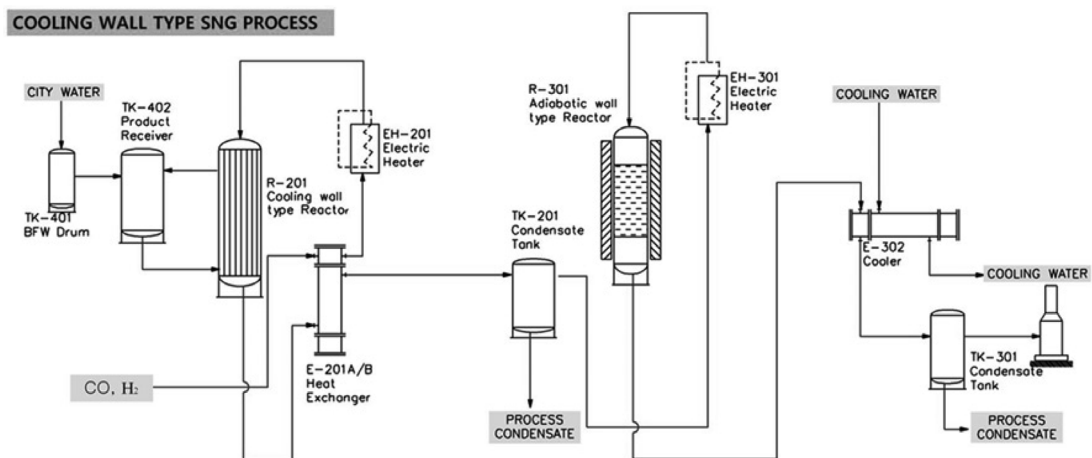 COOLING WALL TYPE SNG PROCESS
CITY WATER
TK-402
Product
Receiver
TK-401
BFW Drum
R-201
Cooling wall
type Reactor
EH-201
Electric
Heater
CO, H₂
E-201A/B
Heat
Exchanger
TK-201
Condensate
Tank
PROCESS
CONDENSATE
R-301
Adiabatic wall
type Reactor
EH-301
Electric
Heater
COOLING WATER
E-302
Cooler
COOLING WATER
TK-301
Condensate
Tank
PROCESS
CONDENSATE